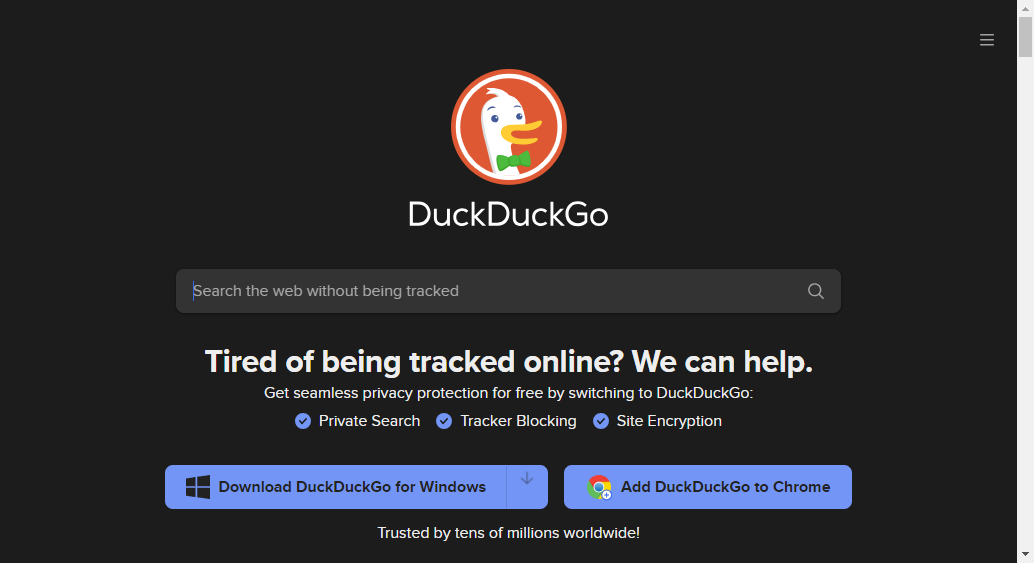 DuckDuckGo
Search the web without being tracked
Tired of being tracked online? We can help.
Get seamless privacy protection for free by switching to DuckDuckGo:
Private Search Tracker Blocking Site Encryption
Download DuckDuckGo for Windows Add DuckDuckGo to Chrome
Trusted by tens of millions worldwide!